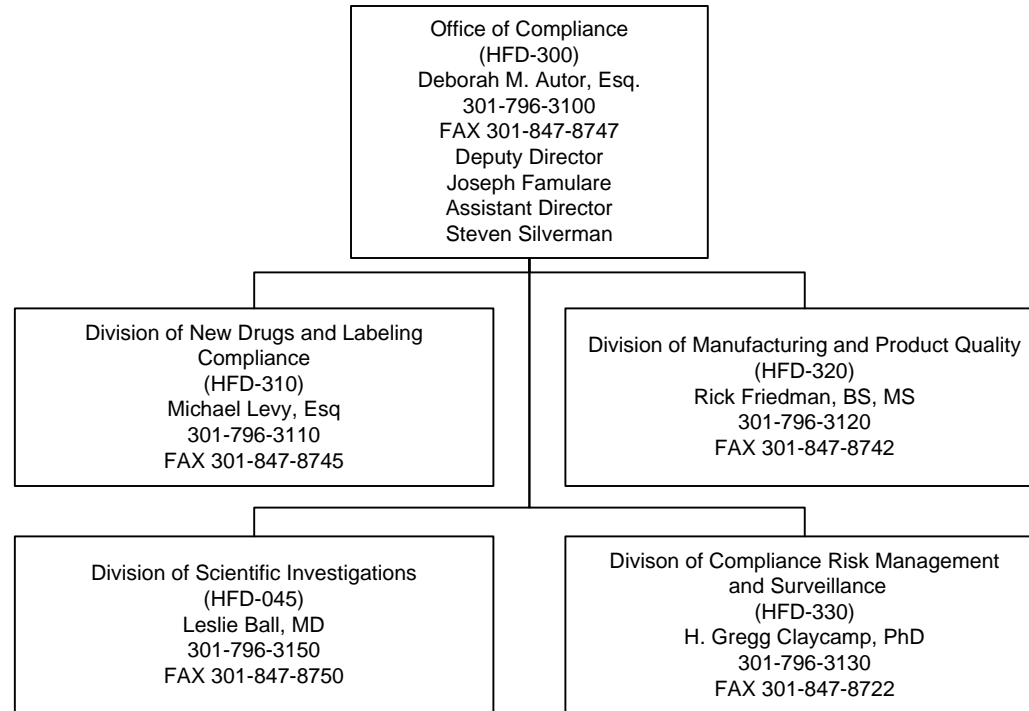 Office of Compliance
(HFD-300)
Deborah M. Autor, Esq.
301-796-3100
FAX 301-847-8747
Deputy Director
Joseph Famulare
Assistant Director
Steven Silverman
Division of New Drugs and Labeling
Compliance
(HFD-310)
Michael Levy, Esq
301-796-3110
FAX 301-847-8745
Division of Manufacturing and Product Quality
(HFD-320)
Rick Friedman, BS, MS
301-796-3120
FAX 301-847-8742
Division of Scientific Investigations
(HFD-045)
Leslie Ball, MD
301-796-3150
FAX 301-847-8750
Divison of Compliance Risk Management
and Surveillance
(HFD-330)
H. Gregg Claycamp, PhD
301-796-3130
FAX 301-847-8722